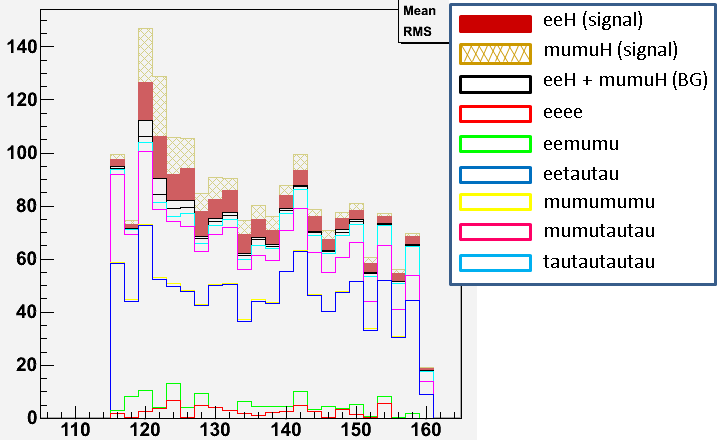 Mean
RMS
eeH (signal)
mumuH (signal)
eeH + mumuH (BG)
eeee
eemumu
eetautau
mumumumu
mumutautau
tautautautau
140
120
100
80
60
40
20
0
110 120 130 140 150 160